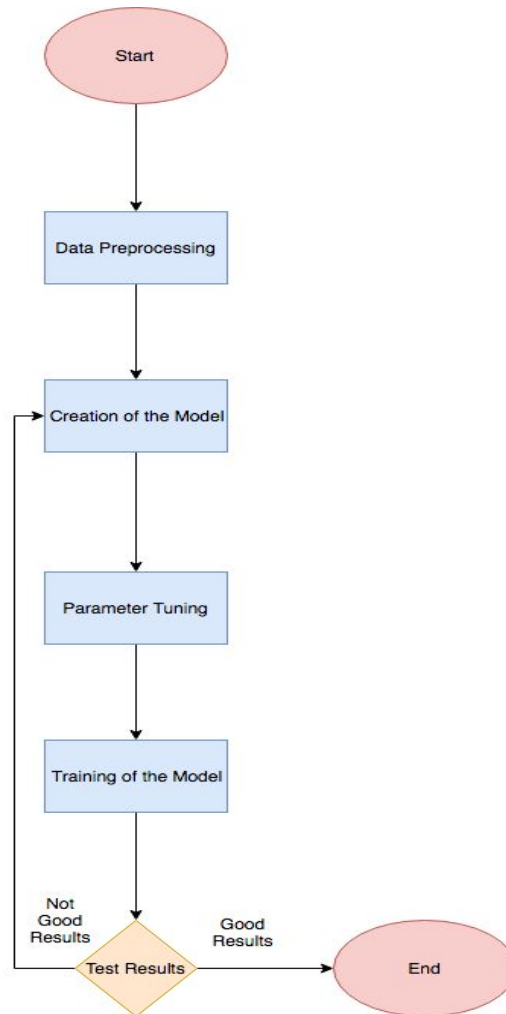 Start
Data Preprocessing
Creation of the Model
Parameter Tuning
Training of the Model
Not
Good
Results
Good
Results
Test Results
End